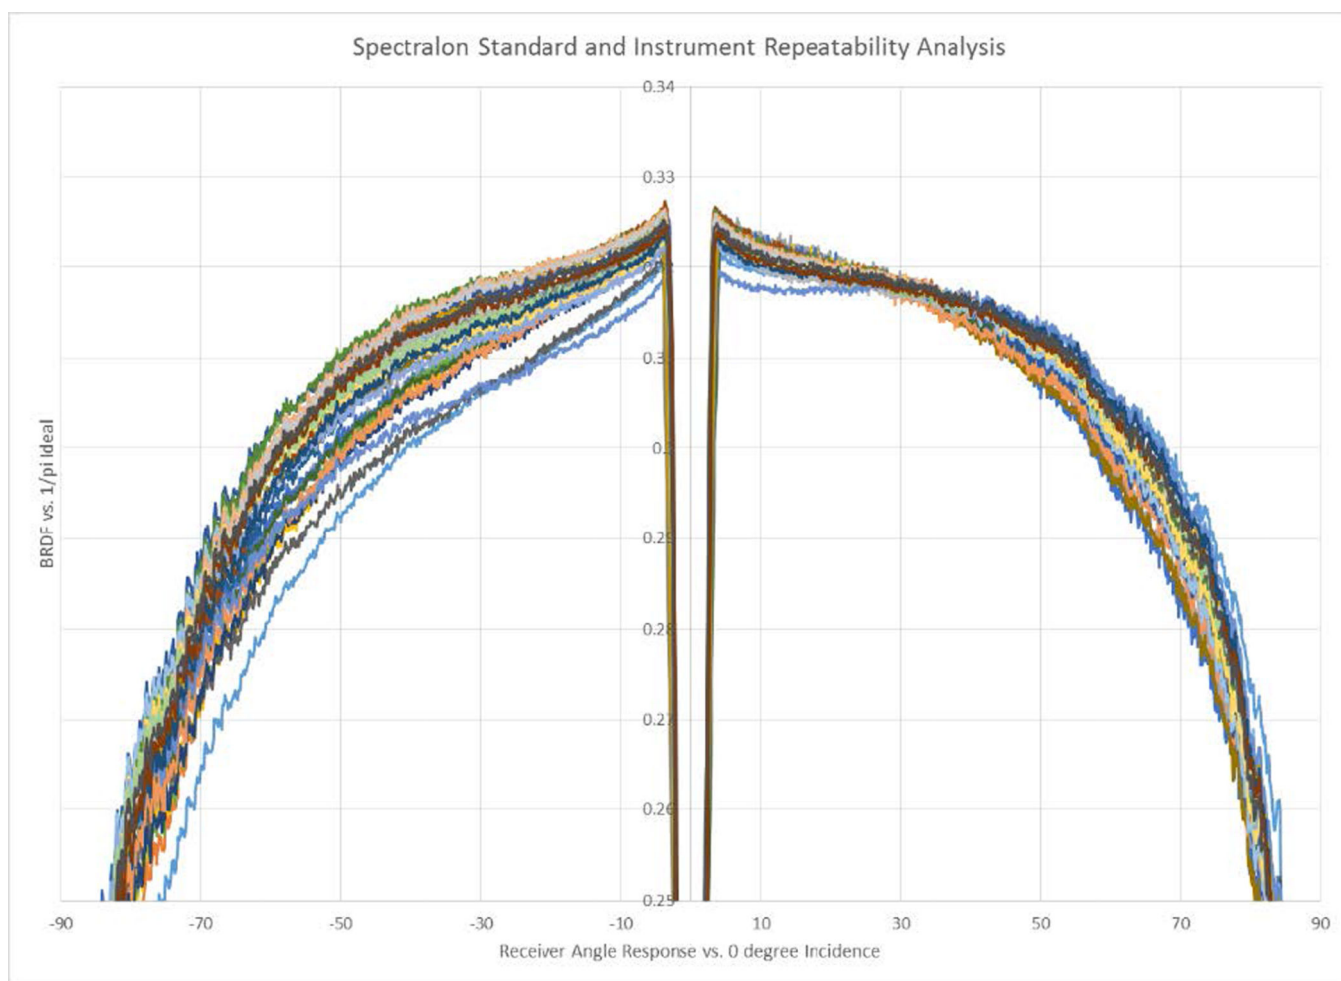 Spectralon Standard and Instrument Repeatability Analysis
0.34
0.33
0.3
0.29
0.28
0.27
0.26
0.25
BRDF vs. 1/pi Ideal
-90 -70 -50 -30 -10 10 30 50 70 90
Receiver Angle Response vs. 0 degree Incidence